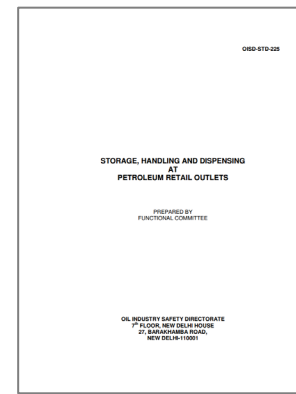 OISD-STD-225
STORAGE, HANDLING AND DISPENSING
AT
PETROLEUM RETAIL OUTLETS
PREPARED BY
FUNCTIONAL COMMITTEE
OIL INDUSTRY SAFETY DIRECTORATE
7th FLOOR, NEW DELHI HOUSE
27, BARAKHAMBA ROAD,
NEW DELHI-110001